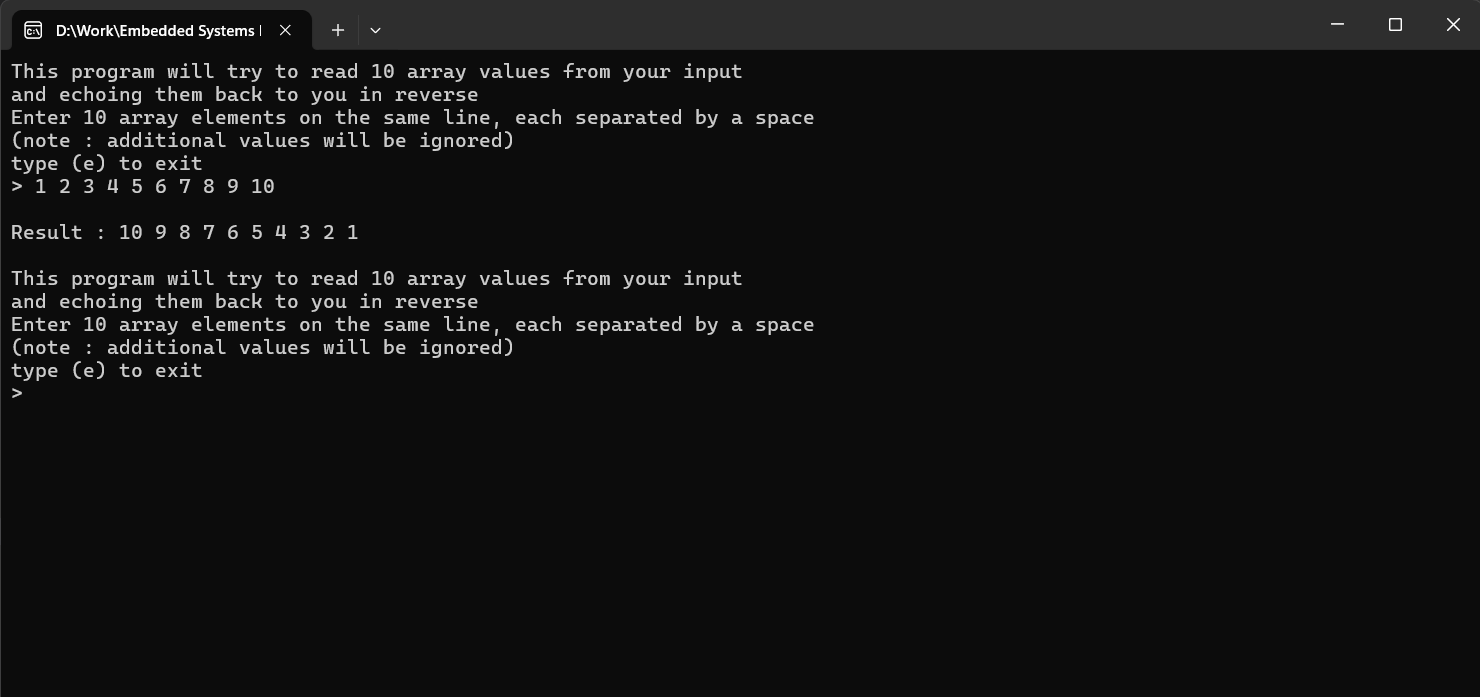 D:\Work\Embedded Systems
This program will try to read 10 array values from your input
and echoing them back to you in reverse
Enter 10 array elements on the same line, each separated by a space
(note : additional values will be ignored)
type (e) to exit
> 1 2 3 4 5 6 7 8 9 10
Result : 10 9 8 7 6 5 4 3 2 1
This program will try to read 10 array values from your input
and echoing them back to you in reverse
Enter 10 array elements on the same line, each separated by a space
(note : additional values will be ignored)
type (e) to exit
>